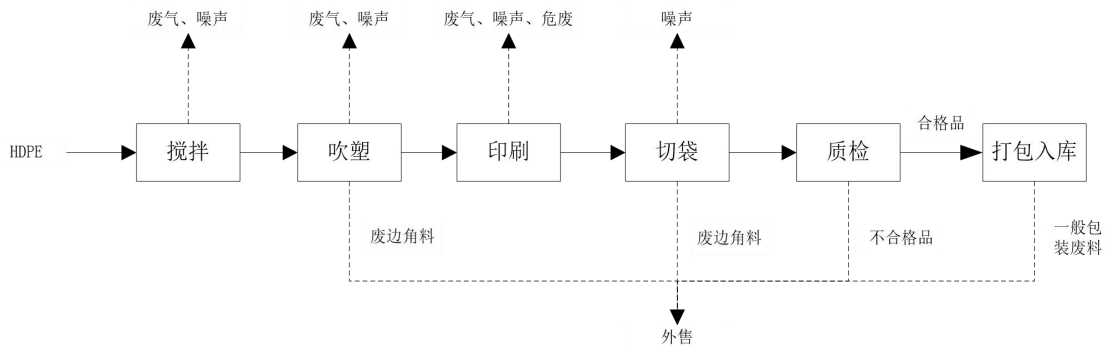 废气、噪声
废气、噪声
废气、噪声、危废
噪声
HDPE
搅拌
吹塑
印刷
切袋
质检
合格品
打包入库
废边角料
废边角料
不合格品
一般包
装废料
外售